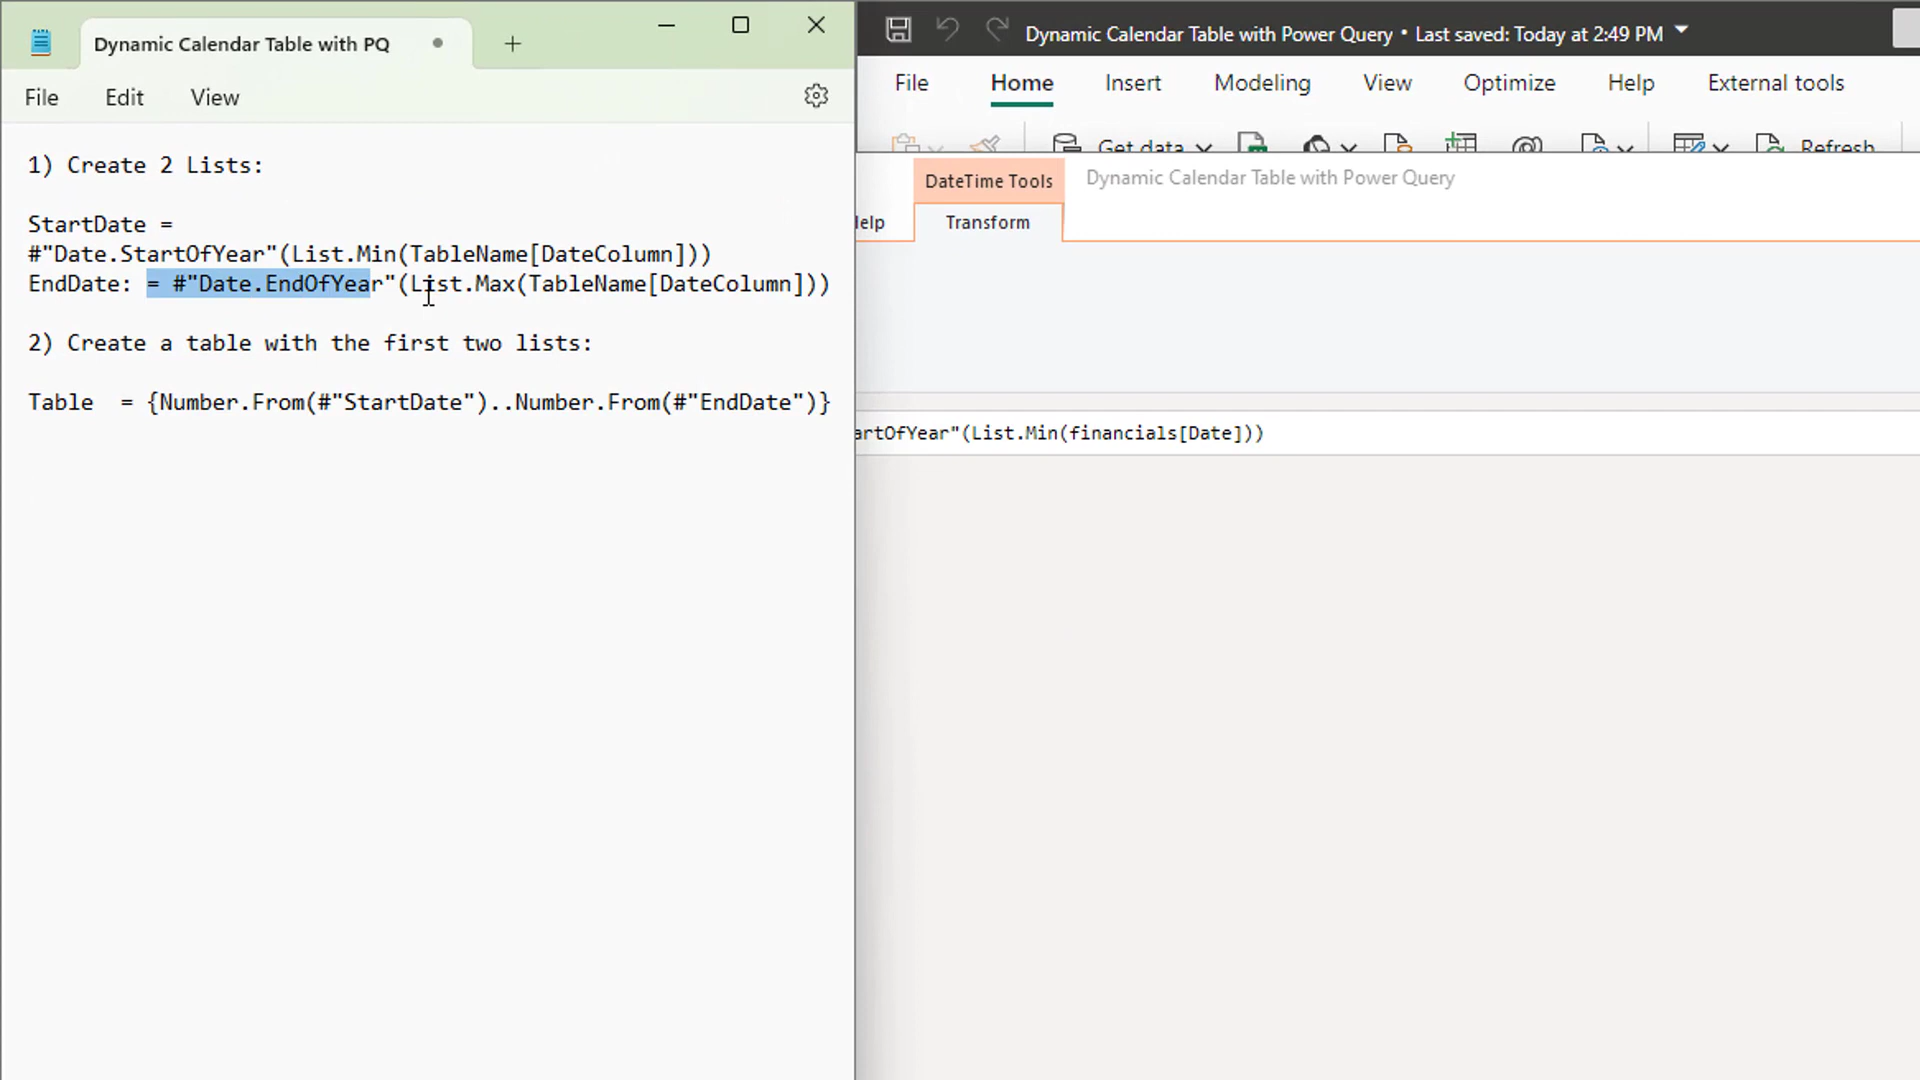 Dynamic Calendar Table with PQ
File Edit View
1) Create 2 Lists:
StartDate =
#"Date.StartOfYear"(List.Min(TableName[DateColumn]))
EndDate: = #"Date.EndOfYear"(List.Max(TableName[DateColumn]))
2) Create a table with the first two lists:
Table  = {Number.From(#"StartDate")..Number.From(#"EndDate")}
Dynamic Calendar Table with Power Query • Last saved: Today at 2:49 PM
File Home Insert Modeling View Optimize Help External tools
Get data Refresh
DateTime Tools Dynamic Calendar Table with Power Query
elp Transform
artOfYear"(List.Min(financials[Date]))